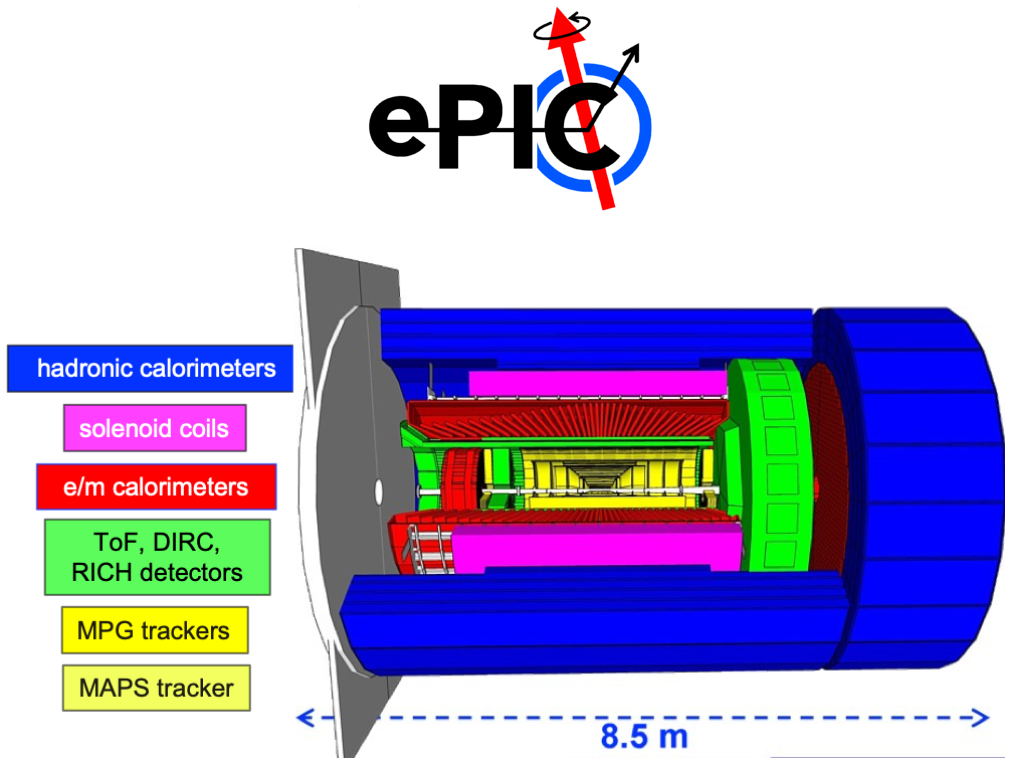 ePIC
hadronic calorimeters
solenoid coils
e/m calorimeters
ToF, DIRC,
RICH detectors
MPG trackers
MAPS tracker
8.5 m